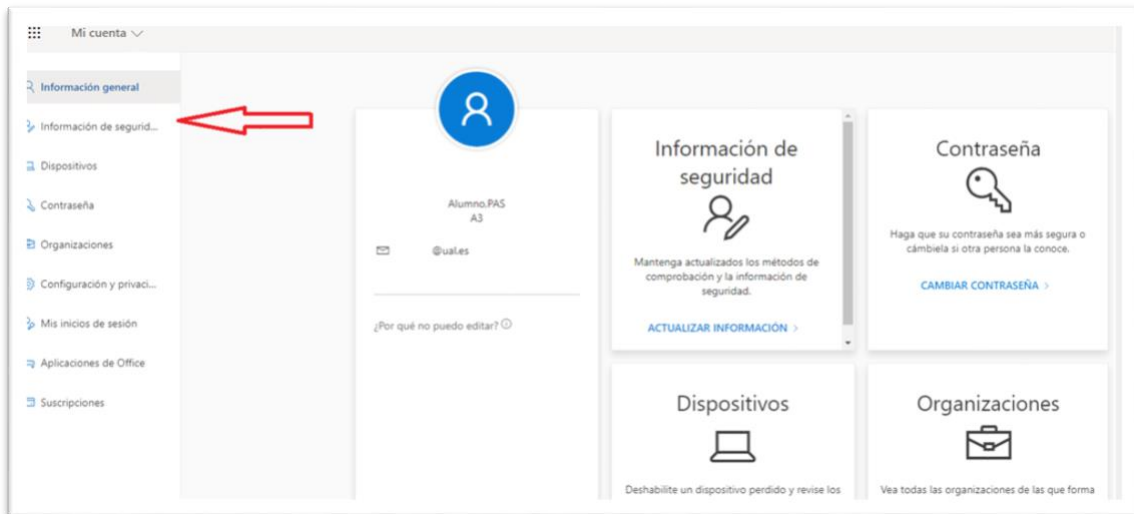 Mi cuenta
Información general
Información de segurid...
Dispositivos
Contraseña
Organizaciones
Configuración y privaci...
Mis inicios de sesión
Aplicaciones de Office
Suscripciones
Alumno.PAS
A3
@ual.es
¿Por qué no puedo editar?
Información de
seguridad
Mantenga actualizados los métodos de
comprobación y la información de
seguridad.
ACTUALIZAR INFORMACIÓN >
Contraseña
Haga que su contraseña sea más segura o
cámbiela si otra persona la conoce.
CAMBIAR CONTRASEÑA >
Dispositivos
Deshabilite un dispositivo perdido y revise los
Organizaciones
Vea todas las organizaciones de las que forma